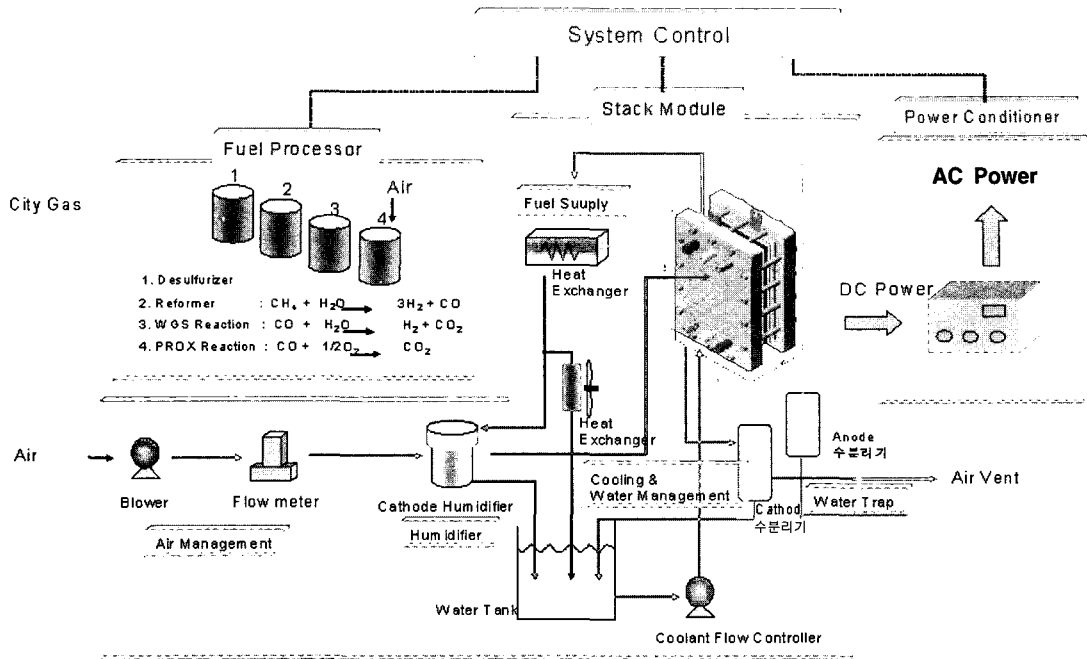 System Control
Stack Module
Power Conditioner
Fuel Processor
City Gas
1
2
3
4
Air
Fuel Suuply
Heat
Exchanger
AC Power
DC Power
1. Desulfurizer
2. Reformer : CH₄ + H₂O → 3H₂ + CO
3. WGS Reaction : CO + H₂O → H₂ + CO₂
4. PROX Reaction : CO + 1/2O₂ → CO₂
Heat
Exchanger
Air
Blower
Flow meter
Air Management
Cathode Humidifier
Humidifier
Cooling &
Water Management
Anode
수분리기
Cathod
수분리기
Water Trap
Air Vent
Water Tank
Coolant Flow Controller